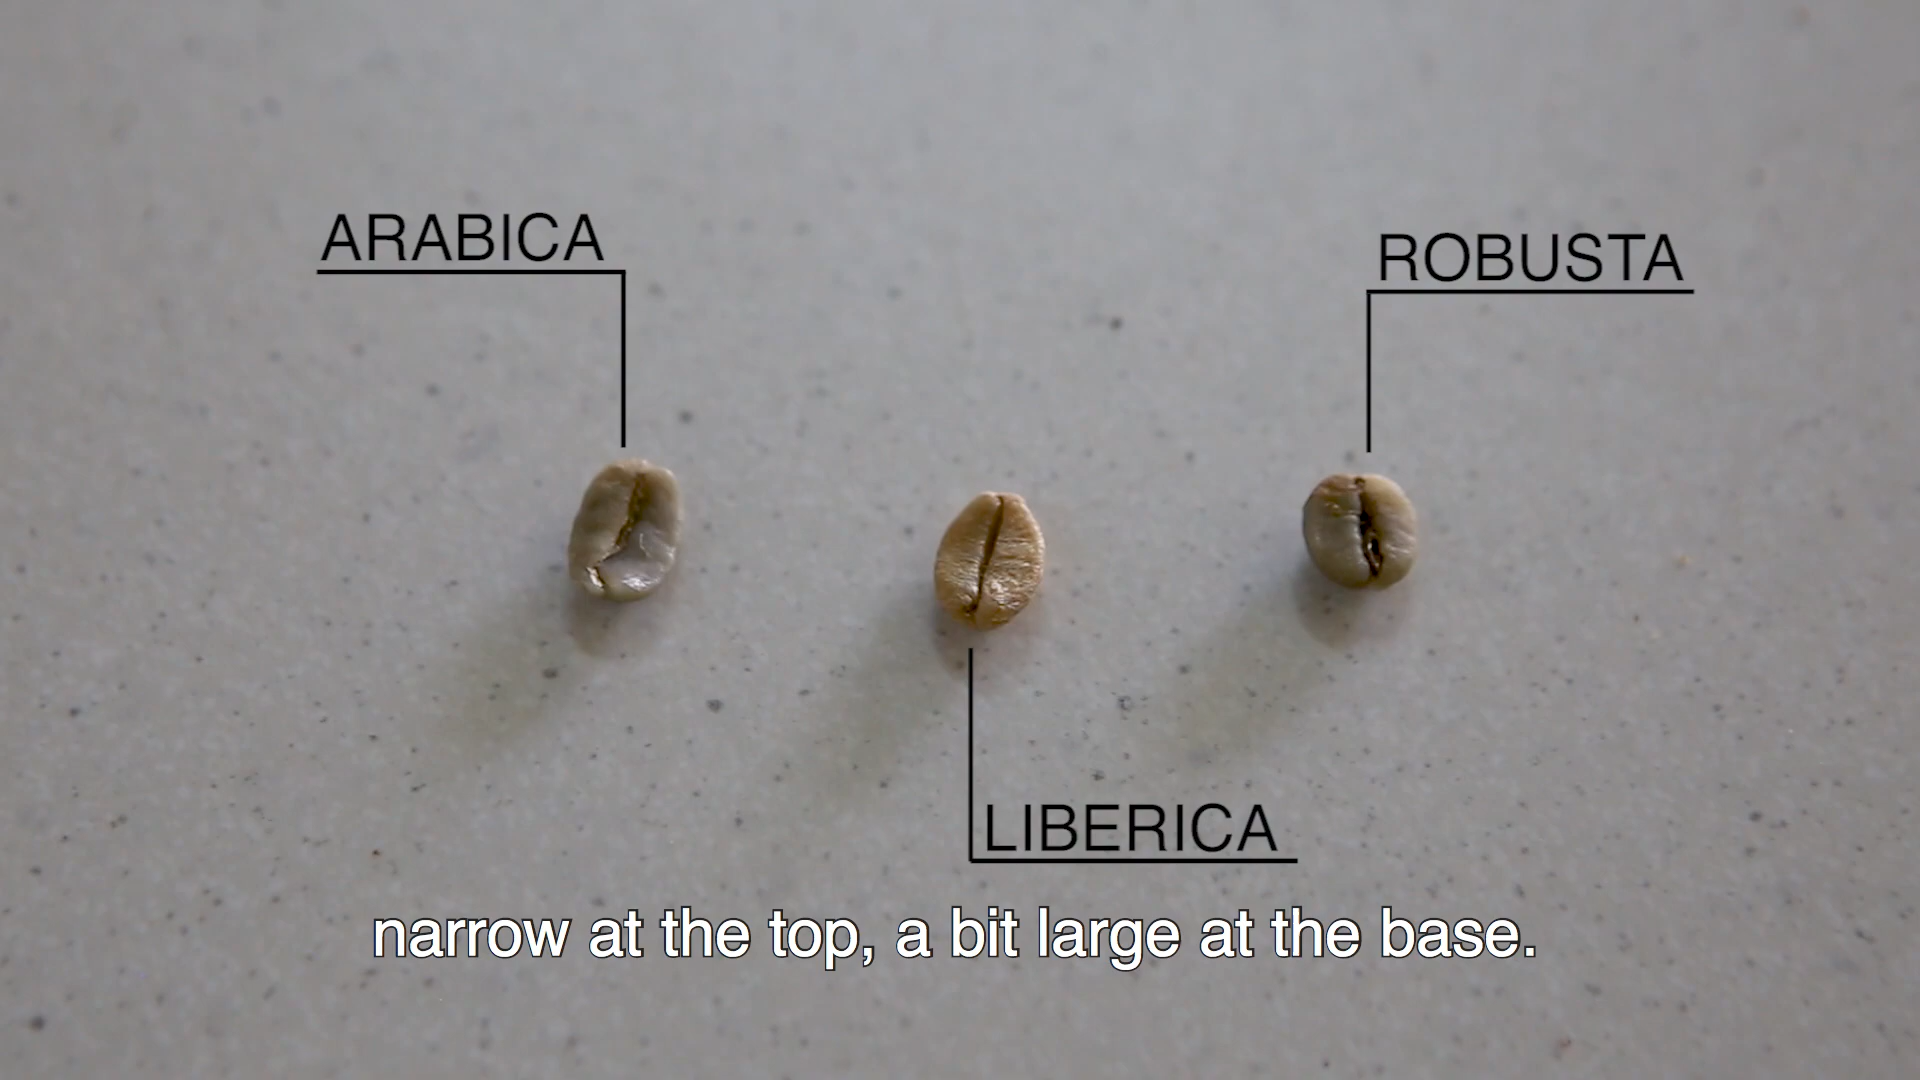 ARABICA
ROBUSTA
LIBERICA
narrow at the top, a bit large at the base.